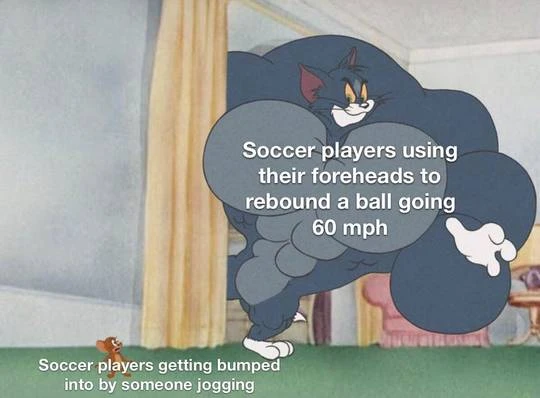 Soccer players using
their foreheads to
rebound a ball going
60 mph
Soccer players getting bumped
into by someone jogging